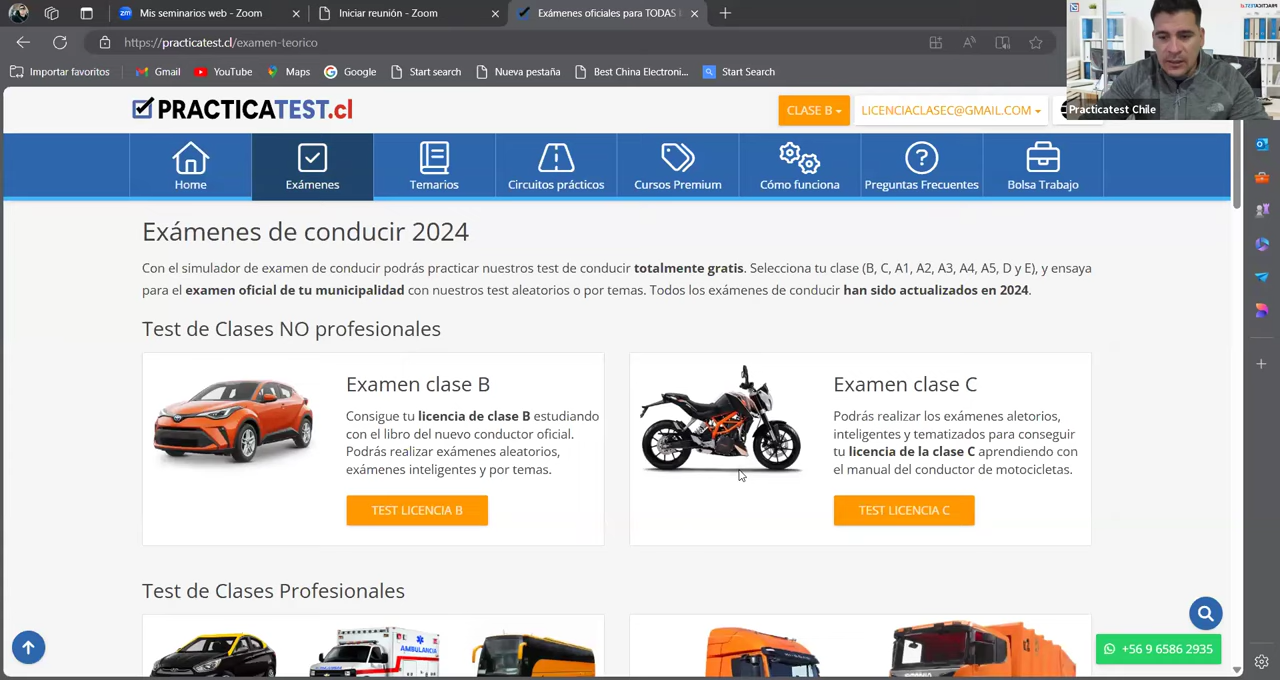 Mis seminarios web - Zoom
Iniciar reunión - Zoom
Exámenes oficiales para TODAS
https://practicatest.cl/examen-teorico
Importar favoritos
Gmail
YouTube
Maps
Google
Start search
Nueva pestaña
Best China Electroni...
Start Search
Practicatest Chile
PRACTICATEST.cl
CLASE B
LICENCIACLASEC@GMAIL.COM
Home
Exámenes
Temarios
Circuitos prácticos
Cursos Premium
Cómo funciona
Preguntas Frecuentes
Bolsa Trabajo
Exámenes de conducir 2024
Con el simulador de examen de conducir podrás practicar nuestros test de conducir totalmente gratis. Selecciona tu clase (B, C, A1, A2, A3, A4, A5, D y E), y ensaya
para el examen oficial de tu municipalidad con nuestros test aleatorios o por temas. Todos los exámenes de conducir han sido actualizados en 2024.
Test de Clases NO profesionales
Examen clase B
Consigue tu licencia de clase B estudiando
con el libro del nuevo conductor oficial.
Podrás realizar exámenes aleatorios,
exámenes inteligentes y por temas.
TEST LICENCIA B
Examen clase C
Podrás realizar los exámenes aletorios,
inteligentes y tematizados para conseguir
tu licencia de la clase C aprendiendo con
el manual del conductor de motocicletas.
TEST LICENCIA C
Test de Clases Profesionales
AMBULANCIA
+56 9 6586 2935